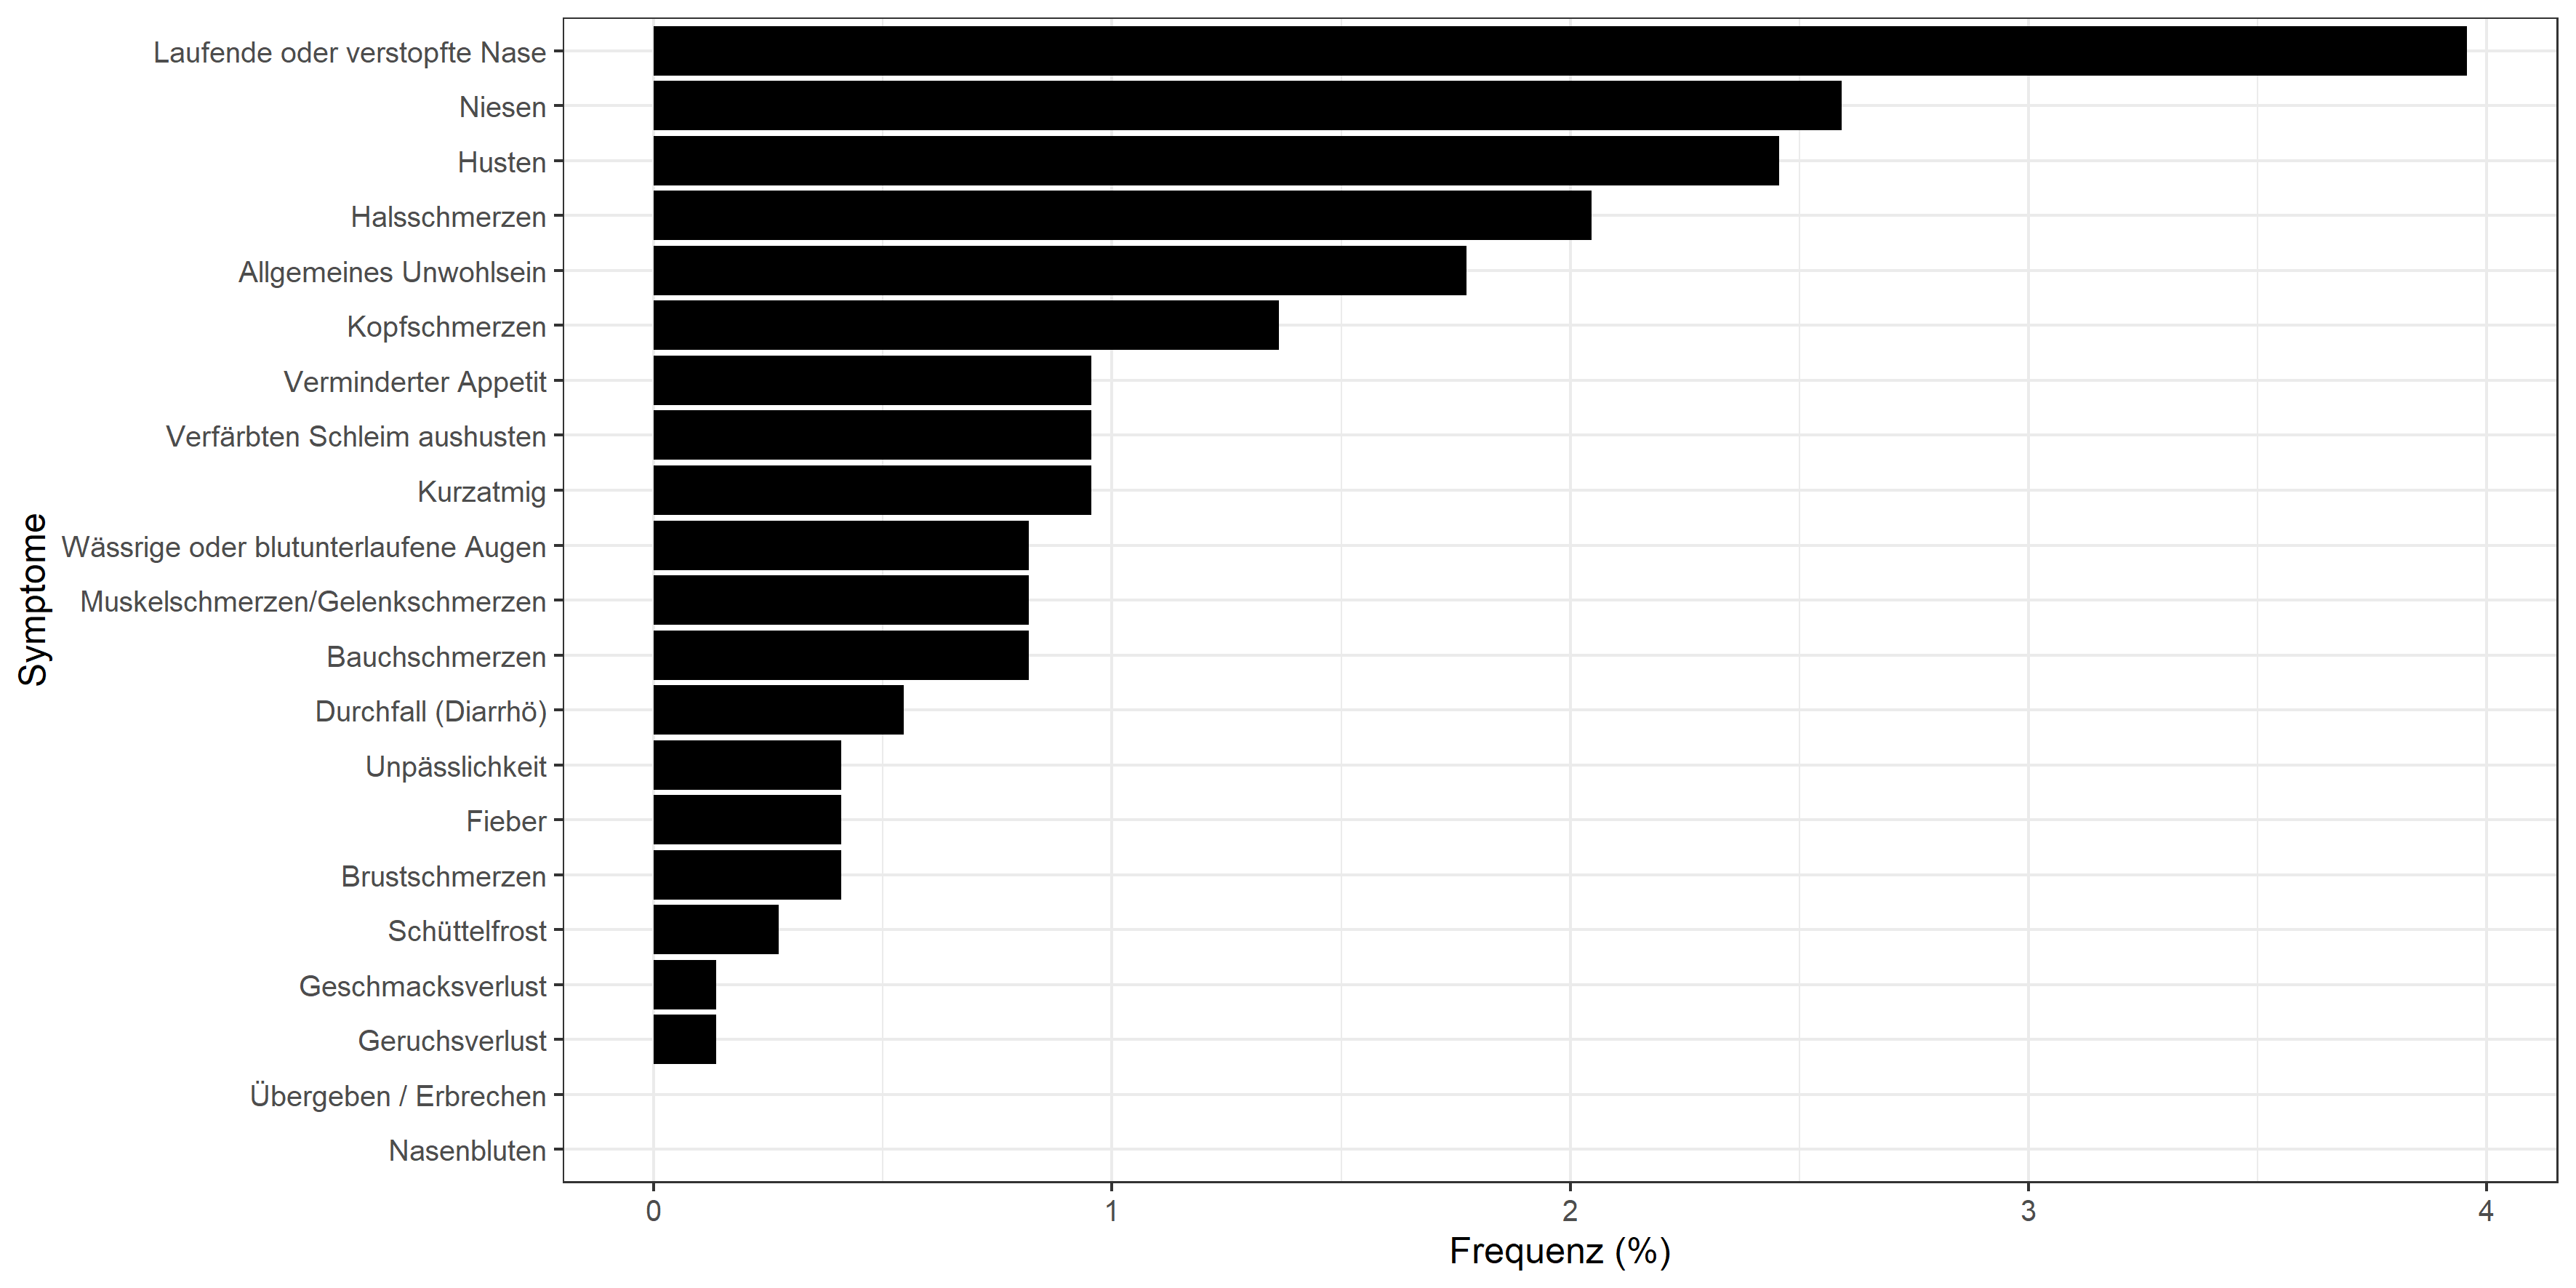 Laufende oder verstopfte Nase
Niesen
Husten
Halsschmerzen
Allgemeines Unwohlsein
Kopfschmerzen
Verminderter Appetit
Verfärbten Schleim aushusten
Kurzatmig
Wässrige oder blutunterlaufene Augen
Muskelschmerzen/Gelenkschmerzen
Bauchschmerzen
Durchfall (Diarrhö)
Unpässlichkeit
Fieber
Brustschmerzen
Schüttelfrost
Geschmacksverlust
Geruchsverlust
Übergeben / Erbrechen
Nasenbluten
Symptome
0 1 2 3 4
Frequenz (%)